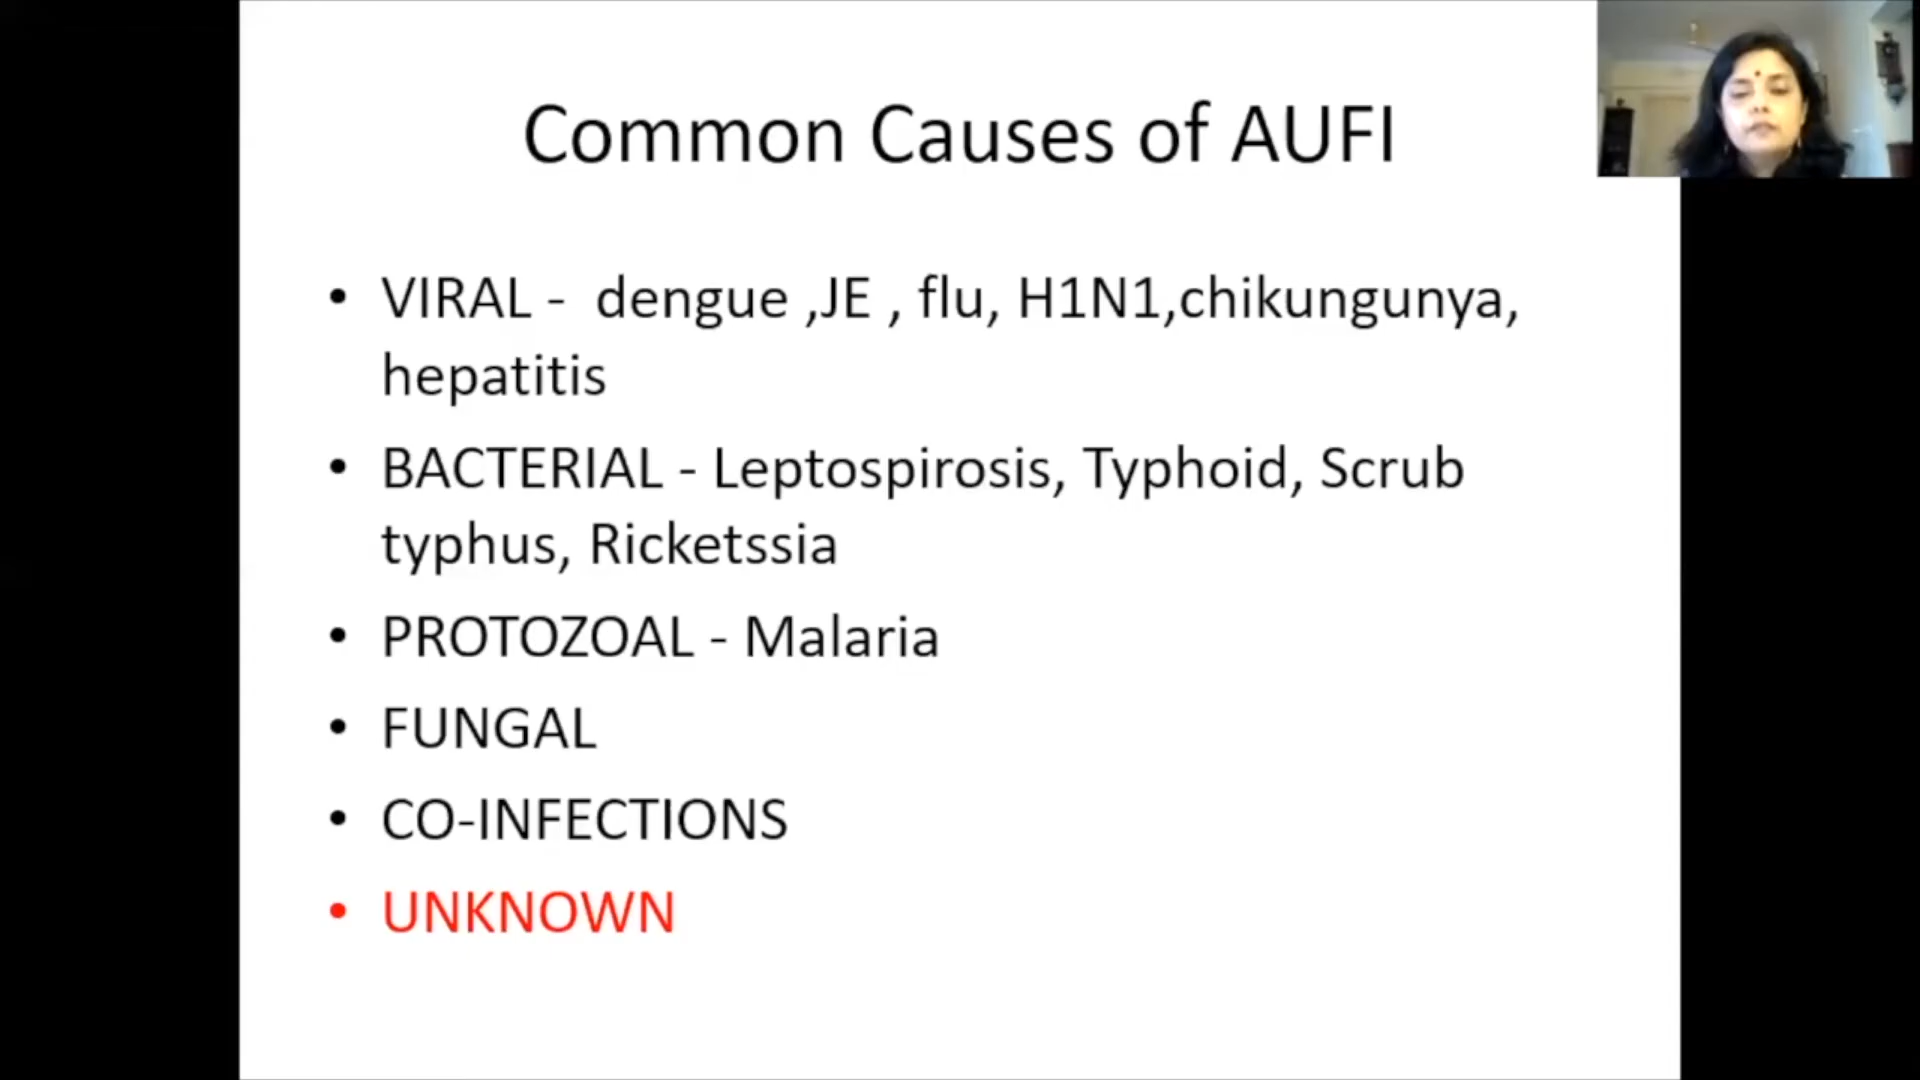 Common Causes of AUFI
• VIRAL -  dengue ,JE , flu, H1N1,chikungunya,
hepatitis
• BACTERIAL - Leptospirosis, Typhoid, Scrub
typhus, Ricketssia
• PROTOZOAL - Malaria
• FUNGAL
• CO-INFECTIONS
• UNKNOWN